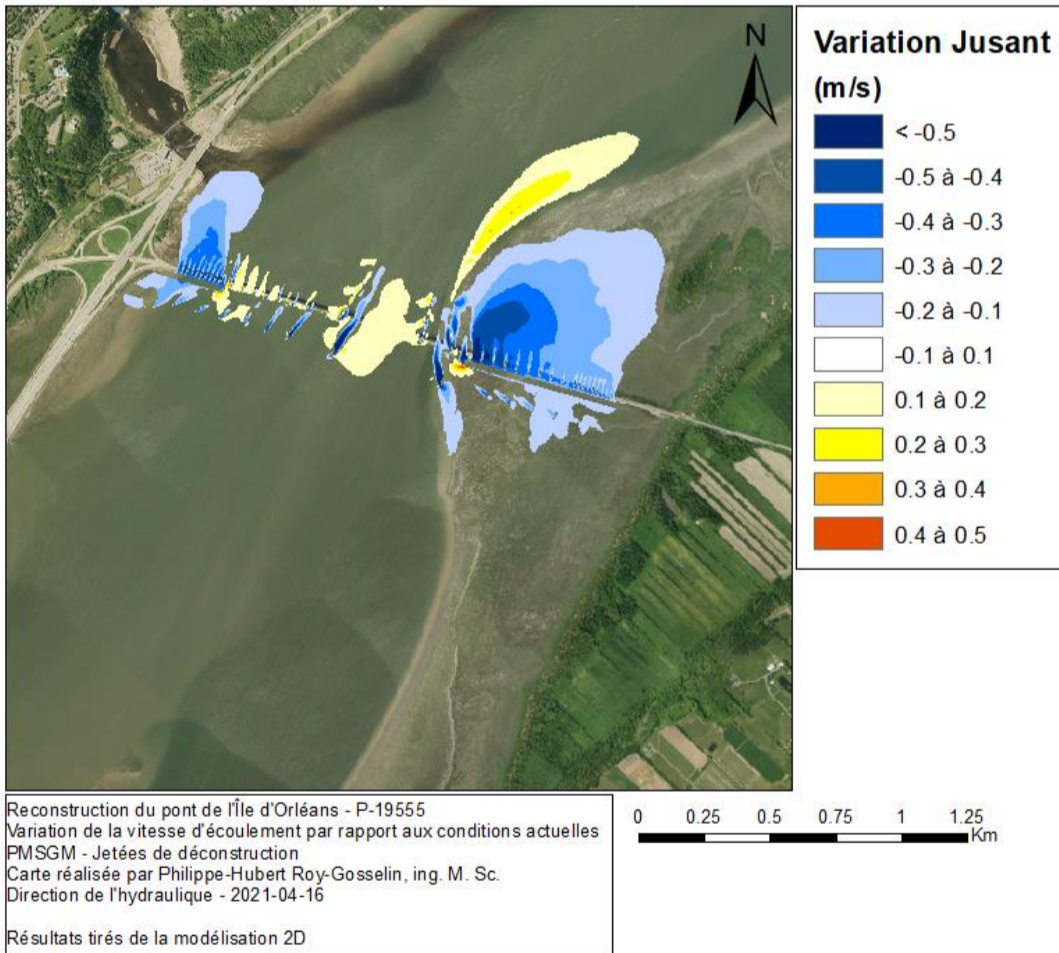 N
Variation Jusant
(m/s)
< -0.5
-0.5 à -0.4
-0.4 à -0.3
-0.3 à -0.2
-0.2 à -0.1
-0.1 à 0.1
0.1 à 0.2
0.2 à 0.3
0.3 à 0.4
0.4 à 0.5
Reconstruction du pont de l'Île d'Orléans - P-19555
Variation de la vitesse d'écoulement par rapport aux conditions actuelles
PMSGM - Jetées de déconstruction
Carte réalisée par Philippe-Hubert Roy-Gosselin, ing. M. Sc.
Direction de l'hydraulique - 2021-04-16
Résultats tirés de la modélisation 2D
0 0.25 0.5 0.75 1 1.25
Km